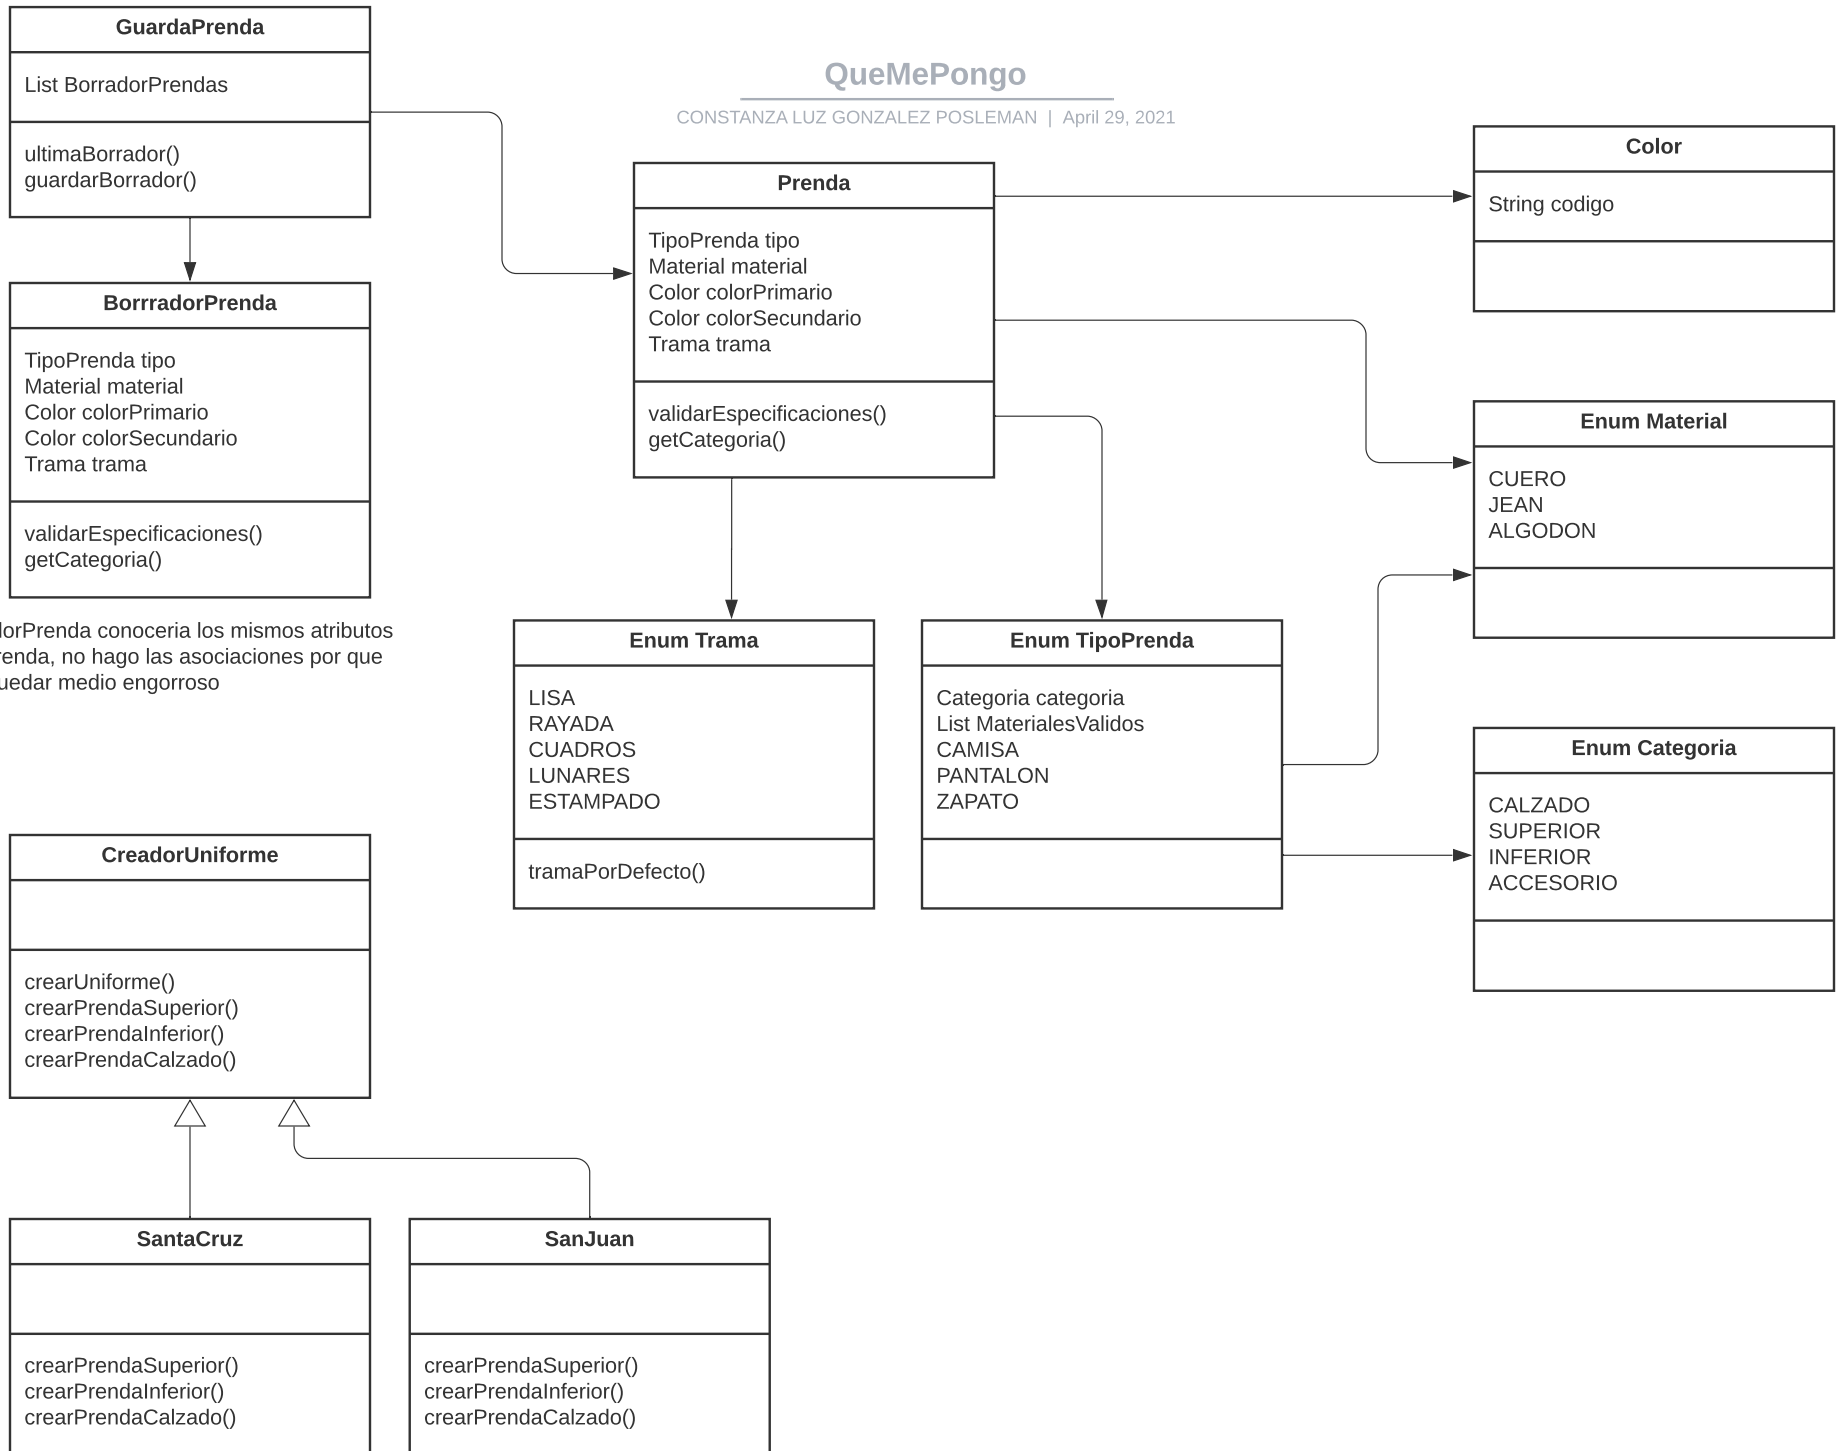 GuardaPrenda
List BorradorPrendas
ultimaBorrador()
guardarBorrador()
QueMePongo
CONSTANZA LUZ GONZALEZ POSLEMAN | April 29, 2021
Prenda
TipoPrenda tipo
Material material
Color colorPrimario
Color colorSecundario
Trama trama
validarEspecificaciones()
getCategoria()
Color
String codigo
BorrradorPrenda
TipoPrenda tipo
Material material
Color colorPrimario
Color colorSecundario
Trama trama
validarEspecificaciones()
getCategoria()
conoceria los mismos atributos
no hago las asociaciones por que
medio engorroso
Enum Material
CUERO
JEAN
ALGODON
Enum Trama
LISA
RAYADA
CUADROS
LUNARES
ESTAMPADO
tramaPorDefecto()
Enum TipoPrenda
Categoria categoria
List MaterialesValidos
CAMISA
PANTALON
ZAPATO
Enum Categoria
CALZADO
SUPERIOR
INFERIOR
ACCESORIO
CreadorUniforme
crearUniforme()
crearPrendaSuperior()
crearPrendaInferior()
crearPrendaCalzado()
SantaCruz
crearPrendaSuperior()
crearPrendaInferior()
crearPrendaCalzado()
SanJuan
crearPrendaSuperior()
crearPrendaInferior()
crearPrendaCalzado()